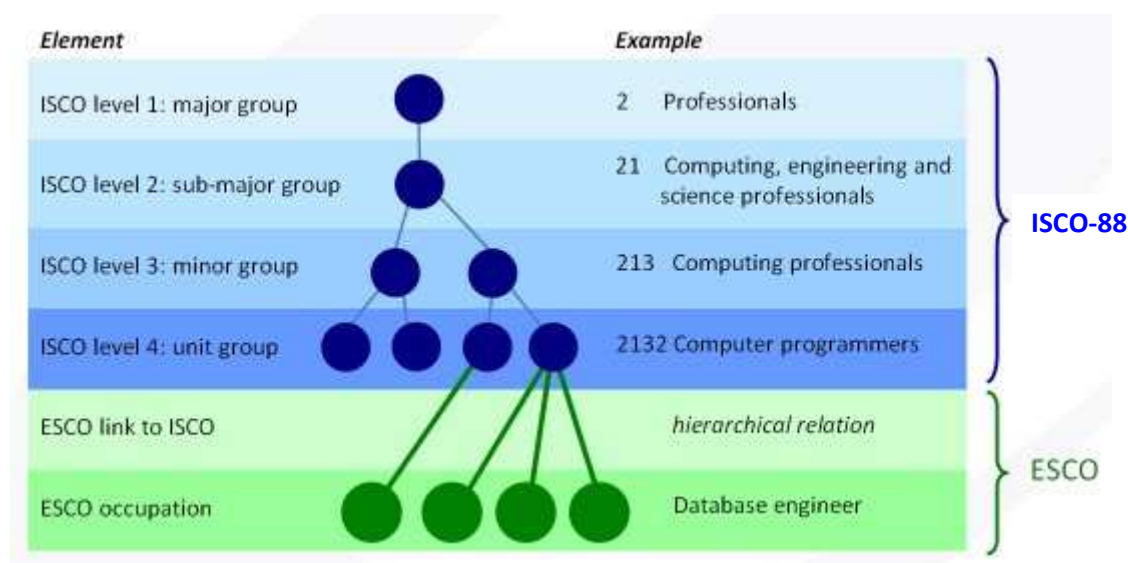 Element Example
ISCO level 1: major group 2 Professionals
ISCO level 2: sub-major group 21 Computing, engineering and
science professionals
ISCO-88
ISCO level 3: minor group 213 Computing professionals
ISCO level 4: unit group 2132 Computer programmers
ESCO link to ISCO hierarchical relation
ESCO
ESCO occupation Database engineer